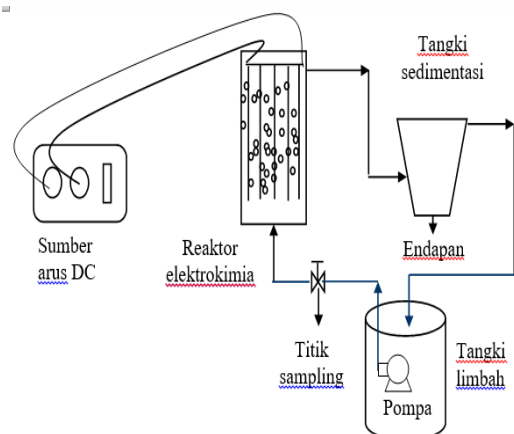 Tangki
sedimentasi
Sumber
arus DC
Reaktor
elektrokimia
Endapan
Titik
sampling
Tangki
limbah
Pompa